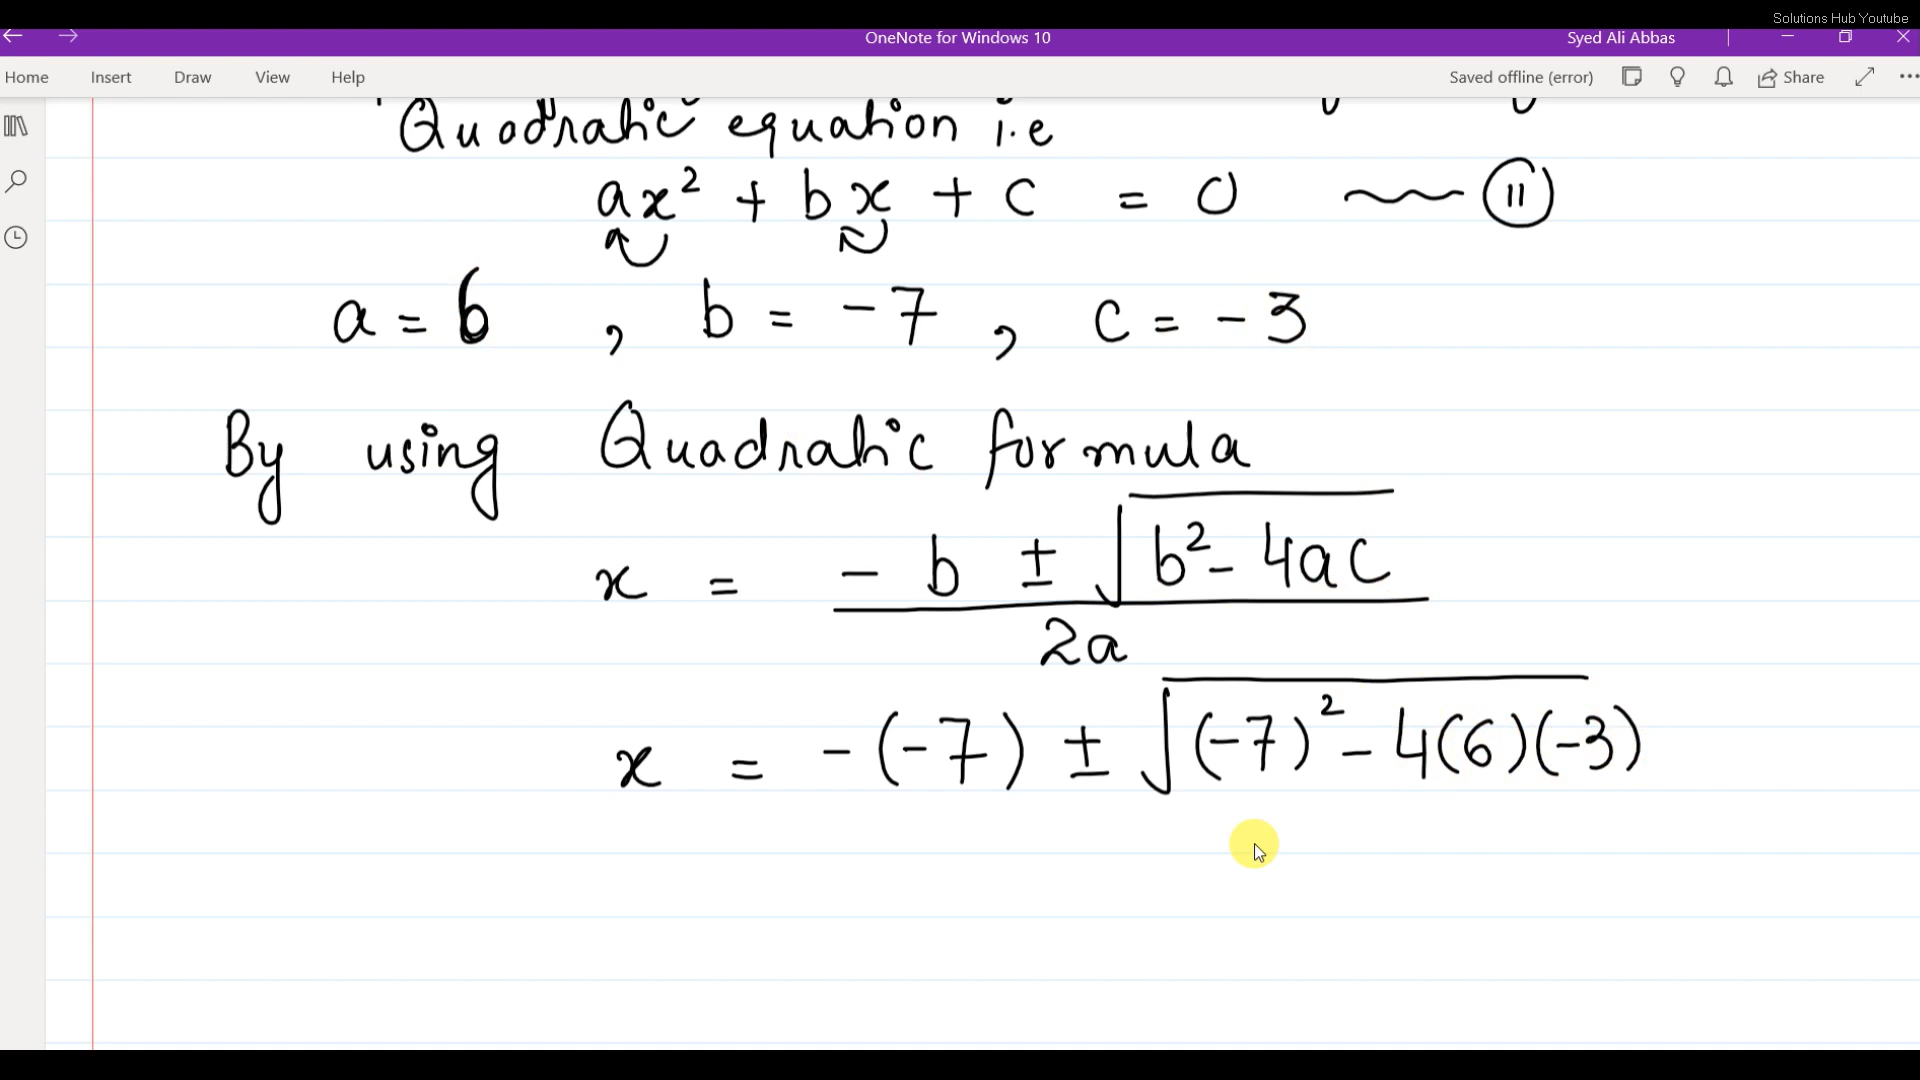 Solutions Hub Youtube
OneNote for Windows 10
Syed Ali Abbas
Home Insert Draw View Help
Saved offline (error)
Share
Quadratic equation i.e
ax² + bx + c = 0 ~~ (II)
a = 6 , b = -7 , c = -3
By using Quadratic formula
x = (-b ± √(b² - 4ac)) / 2a
x = -(-7) ± √((-7)² - 4(6)(-3))